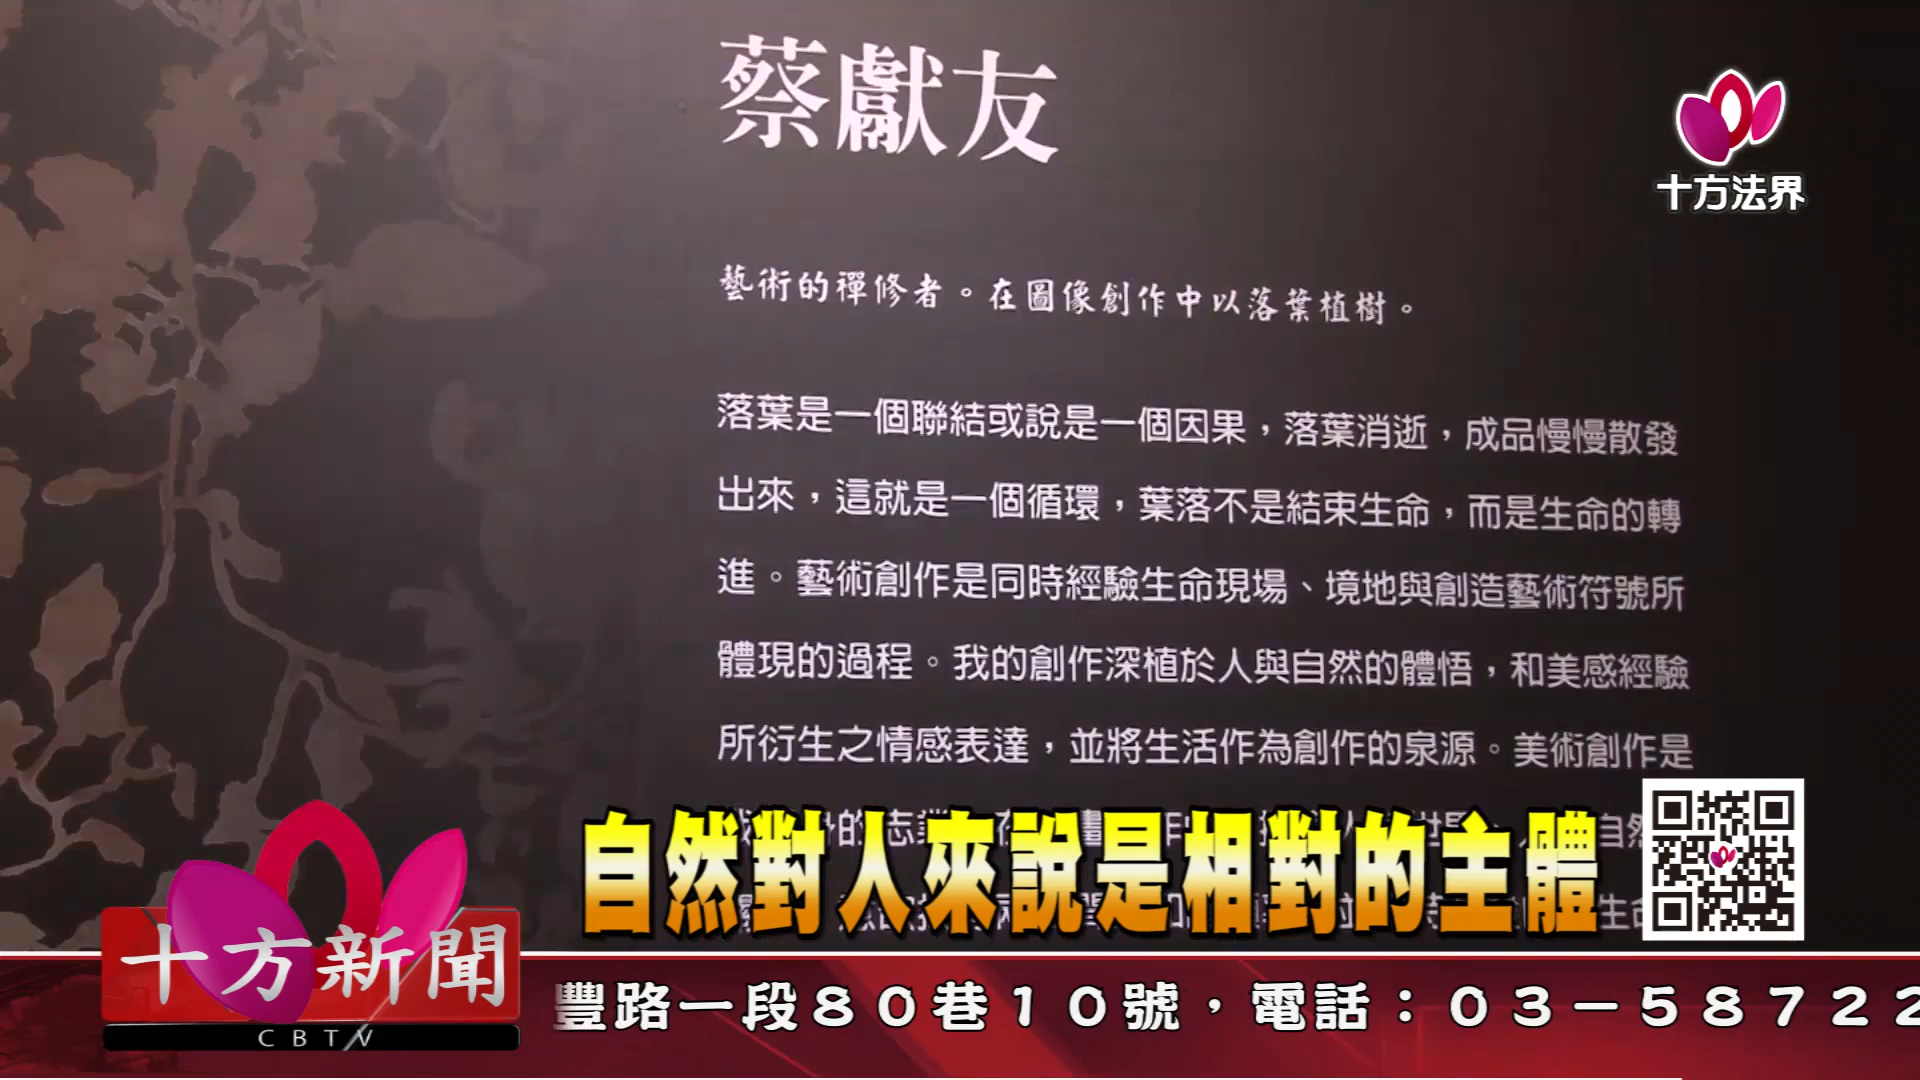 蔡獻友
十方法界
藝術的禪修者。在圖像創作中以落葉植樹。
落葉是一個聯結或說是一個因果，落葉消逝，成品慢慢散發
出來，這就是一個循環，葉落不是結束生命，而是生命的轉
進。藝術創作是同時經驗生命現場、境地與創造藝術符號所
體現的過程。我的創作深植於人與自然的體悟，和美感經驗
所衍生之情感表達，並將生活作為創作的泉源。美術創作是
的志業
自然
自然對人來說是相對的主體
生命
十方新聞
CBTV
豐路一段８０巷１０號，電話：０３－５８７２２